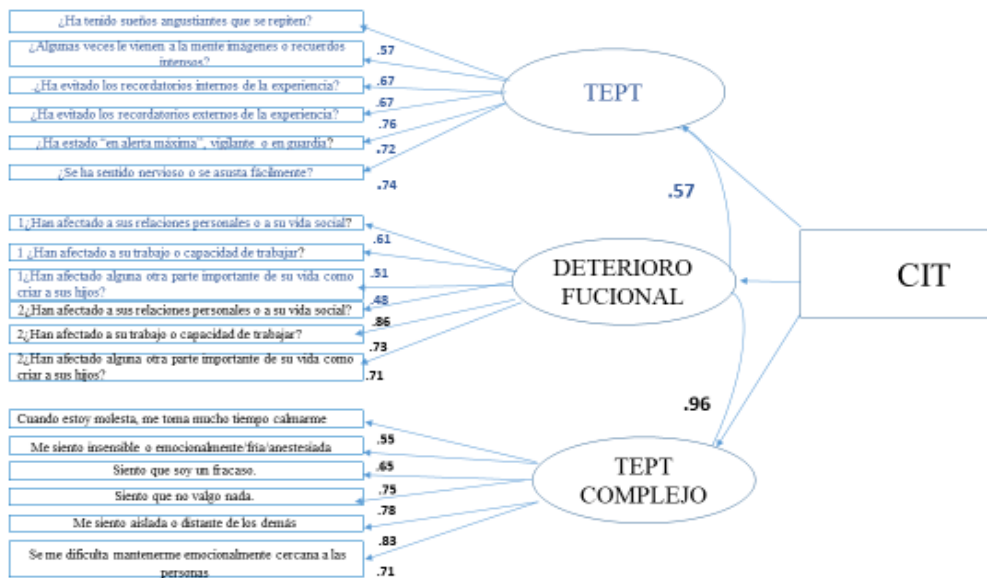 ¿Ha tenido sueños angustiantes que se repiten?
¿Algunas veces le vienen a la mente imágenes o recuerdos
intensos?
.57
¿Ha evitado los recordatorios internos de la experiencia?
.67
¿Ha evitado los recordatorios externos de la experiencia?
.67
.76
¿Ha estado "en alerta máxima", vigilante o en guardia?
.72
¿Se ha sentido nervioso o se asusta fácilmente?
.74
TEPT
.57
1¿Han afectado a sus relaciones personales o a su vida social?
.61
1 ¿Han afectado a su trabajo o capacidad de trabajar?
1¿Han afectado alguna otra parte importante de su vida como
criar a sus hijos?
.51
.48
2¿Han afectado a sus relaciones personales o a su vida social?
.86
2¿Han afectado a su trabajo o capacidad de trabajar?
.73
2¿Han afectado alguna otra parte importante de su vida como
criar a sus hijos?
.71
DETERIORO
FUCIONAL
CIT
.96
Cuando estoy molesta, me toma mucho tiempo calmarme
.55
Me siento insensible o emocionalmente/fría/anestesiada
.65
Siento que soy un fracaso.
.75
Siento que no valgo nada.
.78
Me siento aislada o distante de los demás
.83
Se me dificulta mantenerme emocionalmente cercana a las
personas
.71
TEPT
COMPLEJO